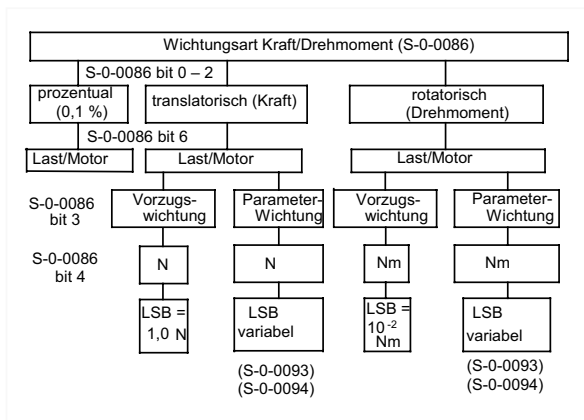 Wichtungsart Kraft/Drehmoment (S-0-0086)
S-0-0086 bit 0 – 2
prozentual
(0,1 %)
translatorisch (Kraft)
rotatorisch
(Drehmoment)
S-0-0086 bit 6
Last/Motor
Last/Motor
Last/Motor
S-0-0086
bit 3
Vorzugs-
wichtung
Parameter-
Wichtung
Vorzugs-
wichtung
Parameter-
Wichtung
S-0-0086
bit 4
N
N
Nm
Nm
LSB =
1,0 N
LSB
variabel
LSB =
10⁻²
Nm
LSB
variabel
(S-0-0093)
(S-0-0094)
(S-0-0093)
(S-0-0094)